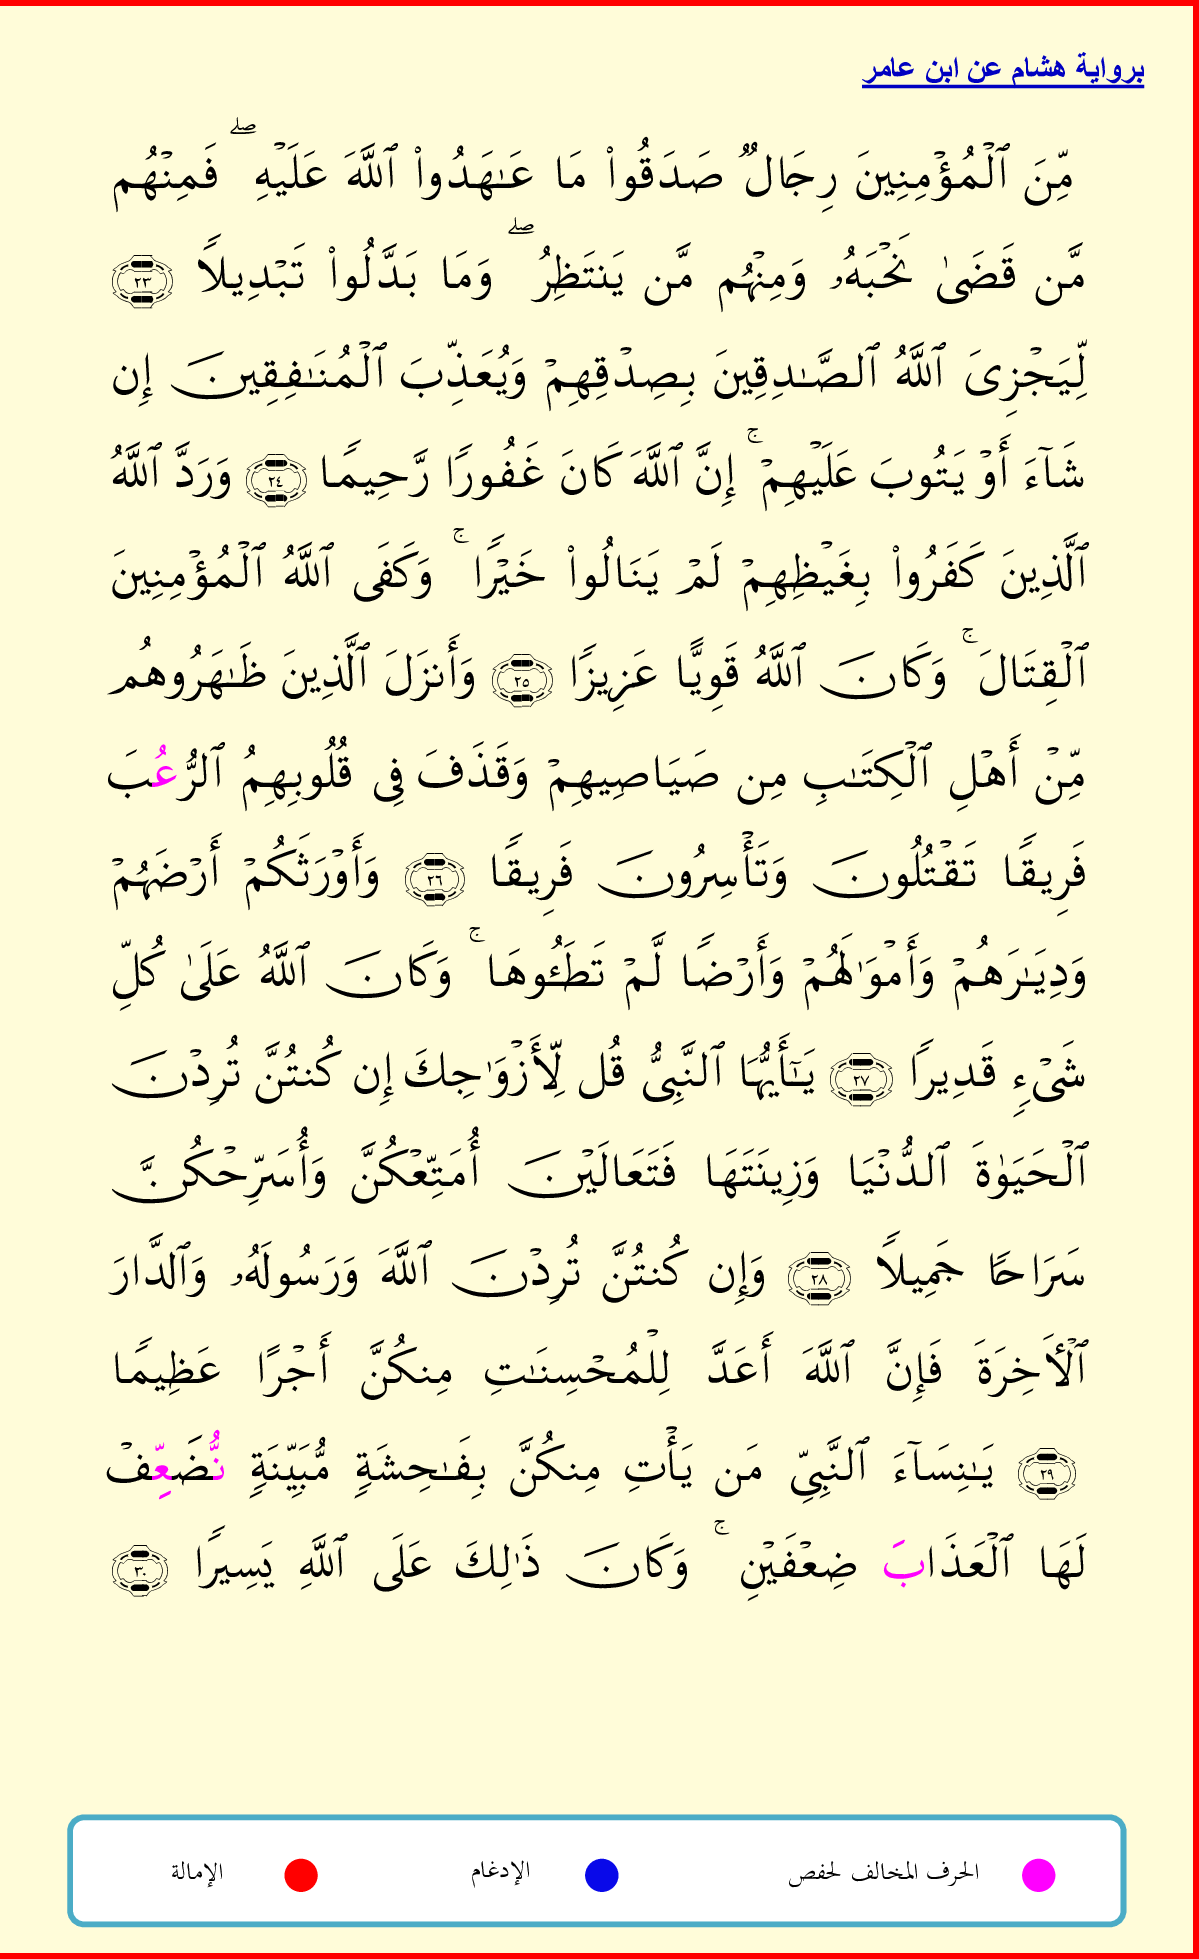 برواية هشام عن ابن عامر
مِّنَ ٱلْمُؤْمِنِينَ رِجَالٌ صَدَقُوا۟ مَا عَـٰهَدُوا۟ ٱللَّهَ عَلَيْهِ ۖ فَمِنْهُم
مَّن قَضَىٰ نَحْبَهُۥ وَمِنْهُم مَّن يَنتَظِرُ ۖ وَمَا بَدَّلُوا۟ تَبْدِيلًا ٢٣
لِّيَجْزِىَ ٱللَّهُ ٱلصَّـٰدِقِينَ بِصِدْقِهِمْ وَيُعَذِّبَ ٱلْمُنَـٰفِقِينَ إِن
شَآءَ أَوْ يَتُوبَ عَلَيْهِمْ ۚ إِنَّ ٱللَّهَ كَانَ غَفُورًا رَّحِيمًا ٢٤ وَرَدَّ ٱللَّهُ
ٱلَّذِينَ كَفَرُوا۟ بِغَيْظِهِمْ لَمْ يَنَالُوا۟ خَيْرًا ۚ وَكَفَى ٱللَّهُ ٱلْمُؤْمِنِينَ
ٱلْقِتَالَ ۚ وَكَانَ ٱللَّهُ قَوِيًّا عَزِيزًا ٢٥ وَأَنزَلَ ٱلَّذِينَ ظَـٰهَرُوهُم
مِّنْ أَهْلِ ٱلْكِتَـٰبِ مِن صَيَاصِيهِمْ وَقَذَفَ فِى قُلُوبِهِمُ ٱلرُّعُبَ
فَرِيقًا تَقْتُلُونَ وَتَأْسِرُونَ فَرِيقًا ٢٦ وَأَوْرَثَكُمْ أَرْضَهُمْ
وَدِيَـٰرَهُمْ وَأَمْوَٰلَهُمْ وَأَرْضًا لَّمْ تَطَـُٔوهَا ۚ وَكَانَ ٱللَّهُ عَلَىٰ كُلِّ
شَىْءٍ قَدِيرًا ٢٧ يَـٰٓأَيُّهَا ٱلنَّبِىُّ قُل لِّأَزْوَٰجِكَ إِن كُنتُنَّ تُرِدْنَ
ٱلْحَيَوٰةَ ٱلدُّنْيَا وَزِينَتَهَا فَتَعَالَيْنَ أُمَتِّعْكُنَّ وَأُسَرِّحْكُنَّ
سَرَاحًا جَمِيلًا ٢٨ وَإِن كُنتُنَّ تُرِدْنَ ٱللَّهَ وَرَسُولَهُۥ وَٱلدَّارَ
ٱلْـَٔاخِرَةَ فَإِنَّ ٱللَّهَ أَعَدَّ لِلْمُحْسِنَـٰتِ مِنكُنَّ أَجْرًا عَظِيمًا
٢٩ يَـٰنِسَآءَ ٱلنَّبِىِّ مَن يَأْتِ مِنكُنَّ بِفَـٰحِشَةٍ مُّبَيِّنَةٍ نُّضَعِّفْ
لَهَا ٱلْعَذَابَ ضِعْفَيْنِ ۚ وَكَانَ ذَٰلِكَ عَلَى ٱللَّهِ يَسِيرًا ٣٠
الحرف المخالف لحفص الإدغام الإمالة